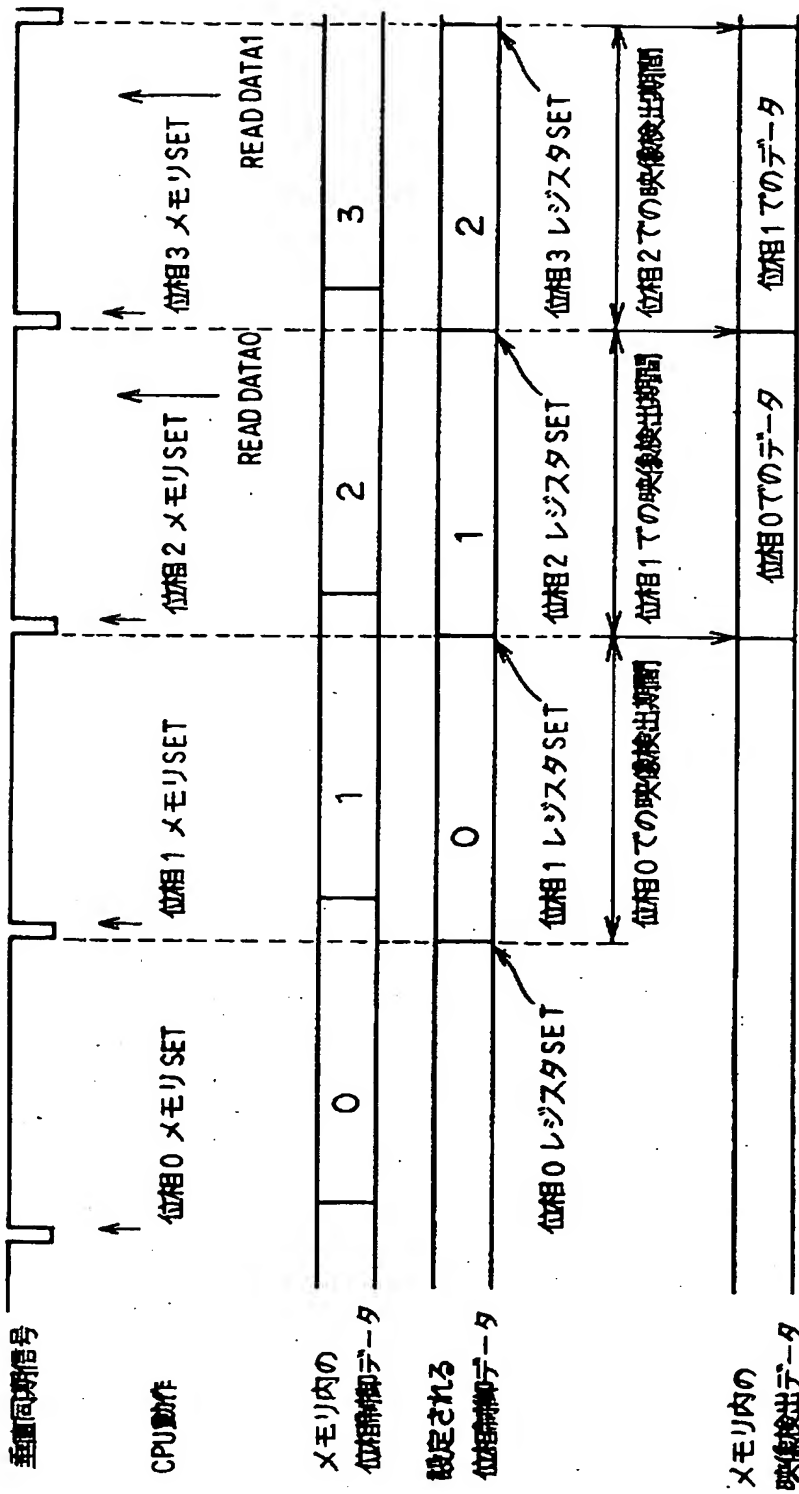 垂直同期信号
CPU動作
位相0 メモリSET
位相1 メモリSET
位相2 メモリSET
READ DATA0
位相3 メモリSET
READ DATA1
メモリ内の
位相制御データ
0
1
2
3
設定される
位相制御データ
0
1
2
位相0 レジスタSET
位相1 レジスタSET
位相2 レジスタSET
位相3 レジスタSET
位相0での映像検出期間
位相1での映像検出期間
位相2での映像検出期間
メモリ内の
映像検出データ
位相0でのデータ
位相1でのデータ